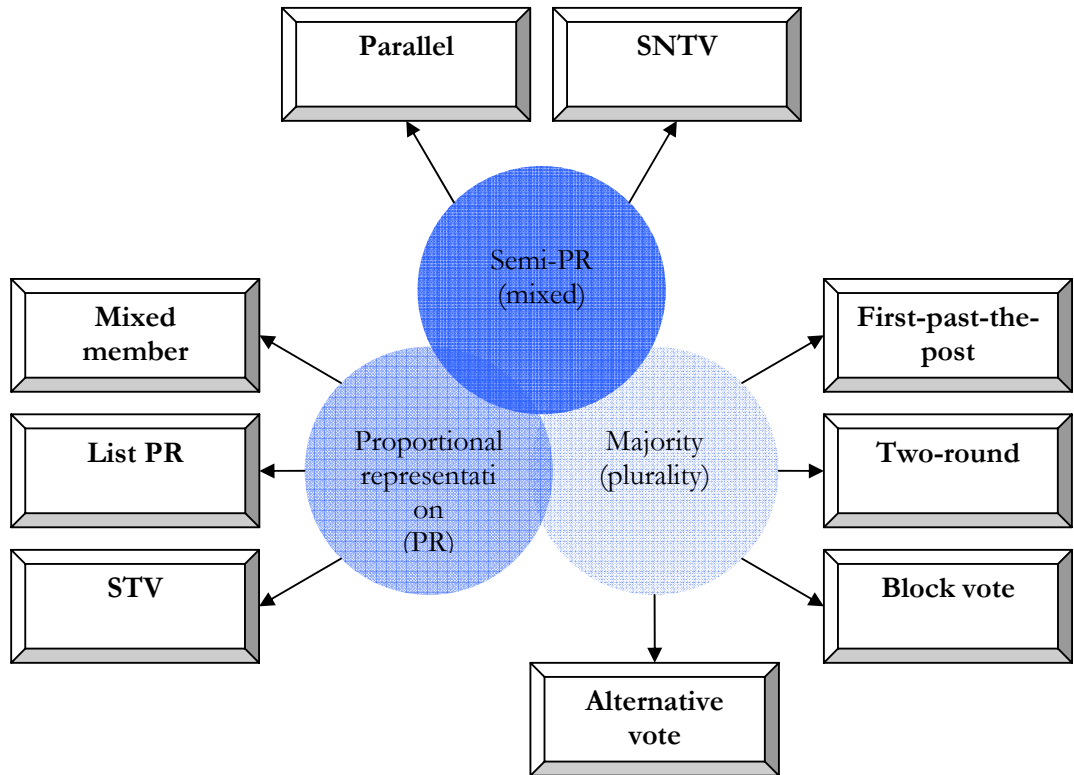 Parallel
SNTV
Semi-PR
(mixed)
Mixed
member
First-past-the-
post
List PR
Proportional
representati
on
(PR)
Majority
(plurality)
Two-round
STV
Block vote
Alternative
vote